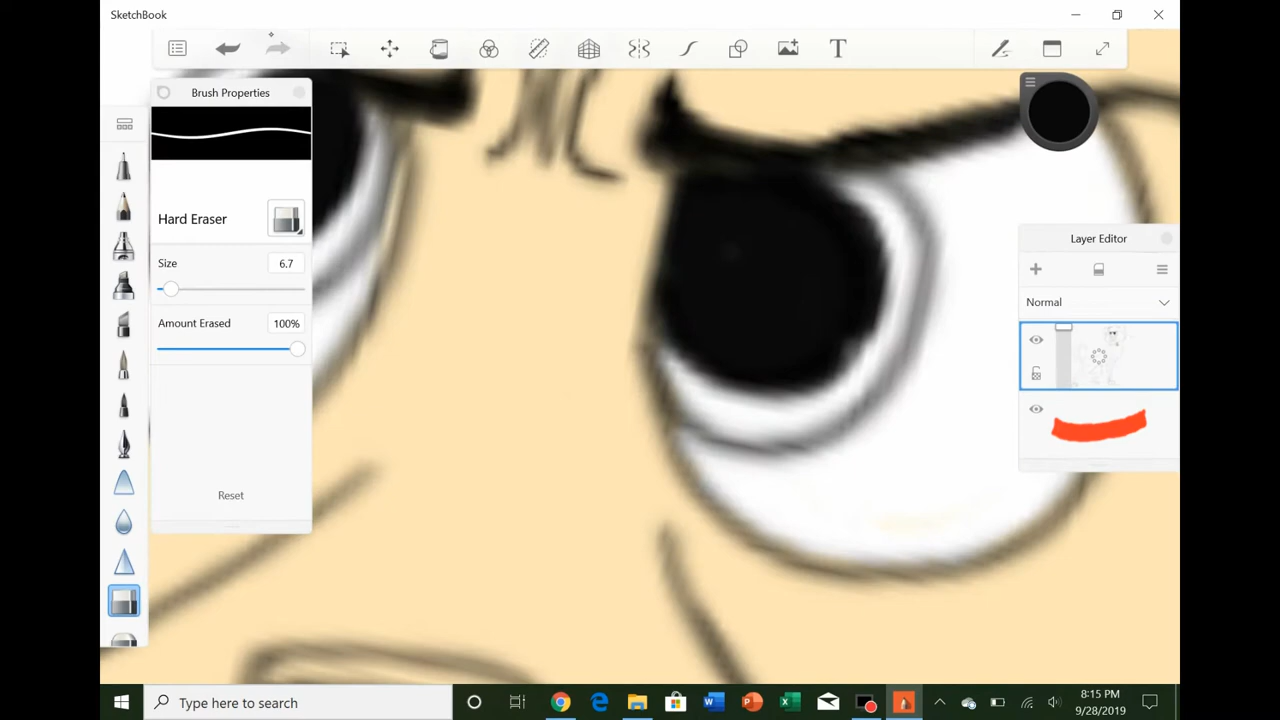 SketchBook
T
Brush Properties
Hard Eraser
Size
6.7
Amount Erased
100%
Reset
Layer Editor
Normal
Type here to search
8:15 PM
9/28/2019